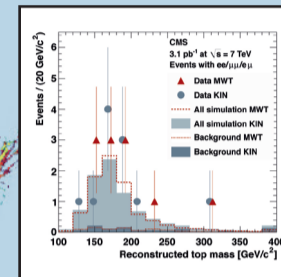 CMS
3.1 pb⁻¹ at √s = 7 TeV
Events with ee/μμ/eμ
Data MWT
Data KIN
All simulation MWT
All simulation KIN
Background MWT
Background KIN
Events / (20 GeV/c²)
6
5
4
3
2
1
0
100 150 200 250 300 350 400
Reconstructed top mass [GeV/c²]